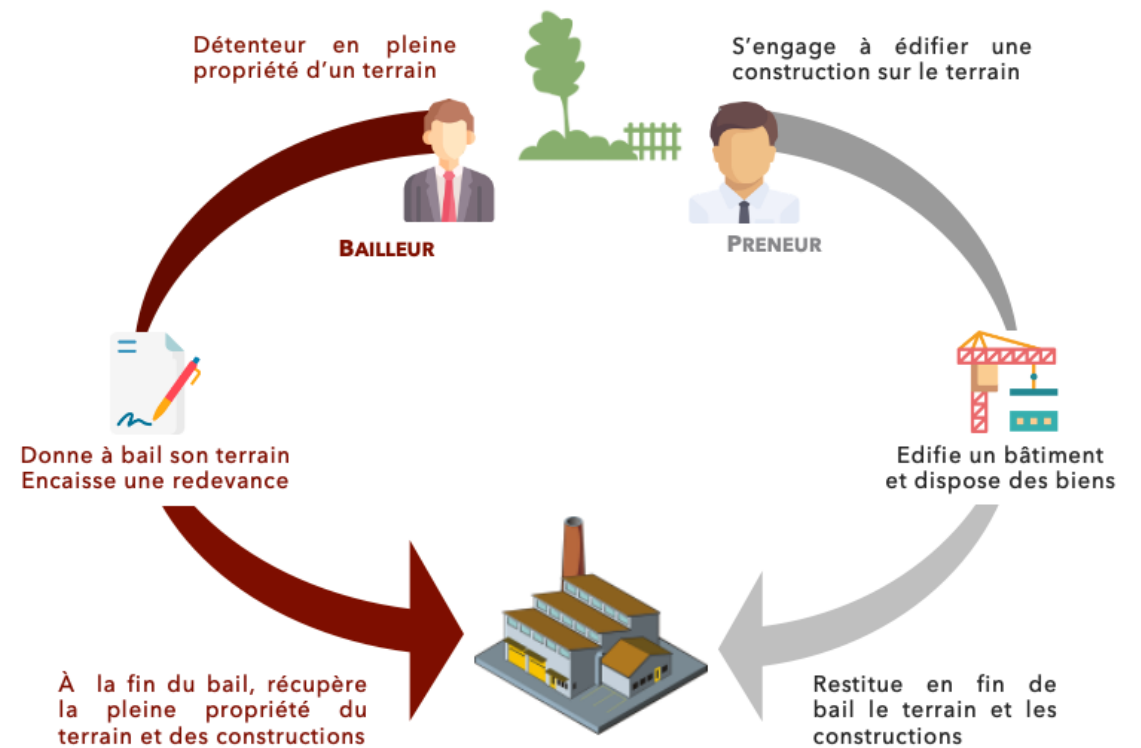 Détenteur en pleine
propriété d'un terrain
S'engage à édifier une
construction sur le terrain
BAILLEUR
PRENEUR
Donne à bail son terrain
Encaisse une redevance
Edifie un bâtiment
et dispose des biens
À la fin du bail, récupère
la pleine propriété du
terrain et des constructions
Restitue en fin de
bail le terrain et les
constructions